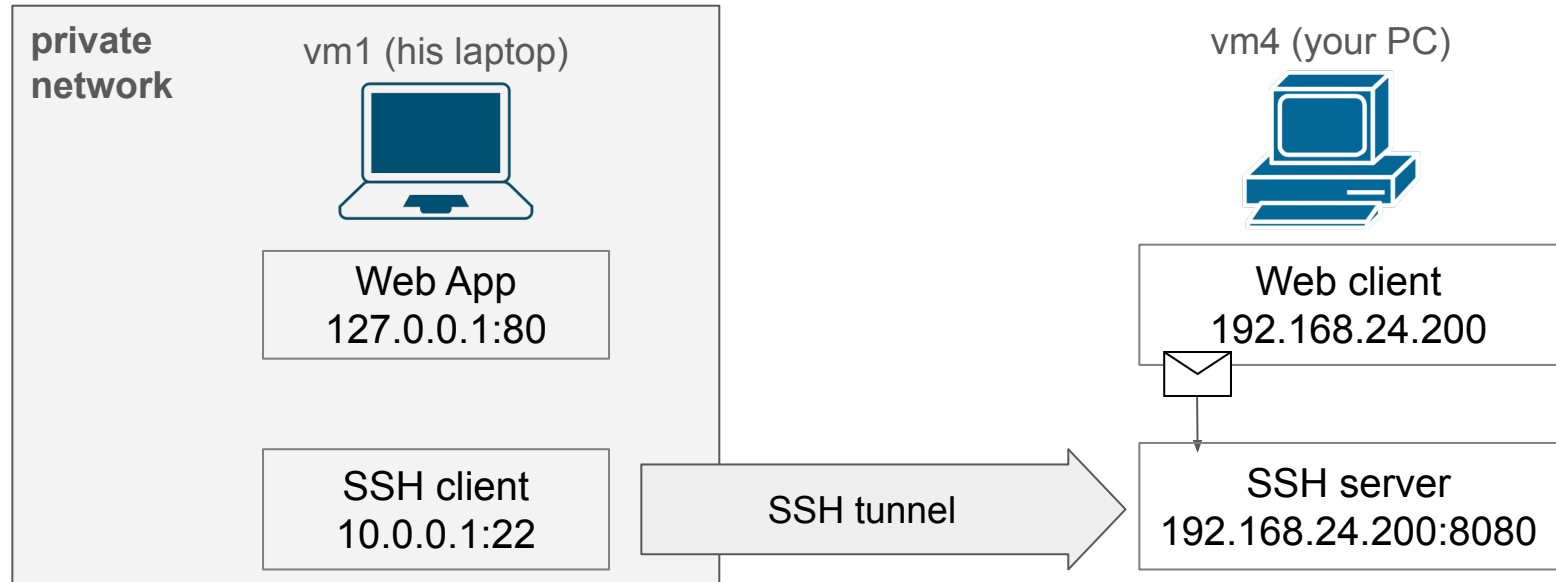 private
network
vm1 (his laptop)
vm4 (your PC)
Web App
127.0.0.1:80
Web client
192.168.24.200
SSH client
10.0.0.1:22
SSH tunnel
SSH server
192.168.24.200:8080